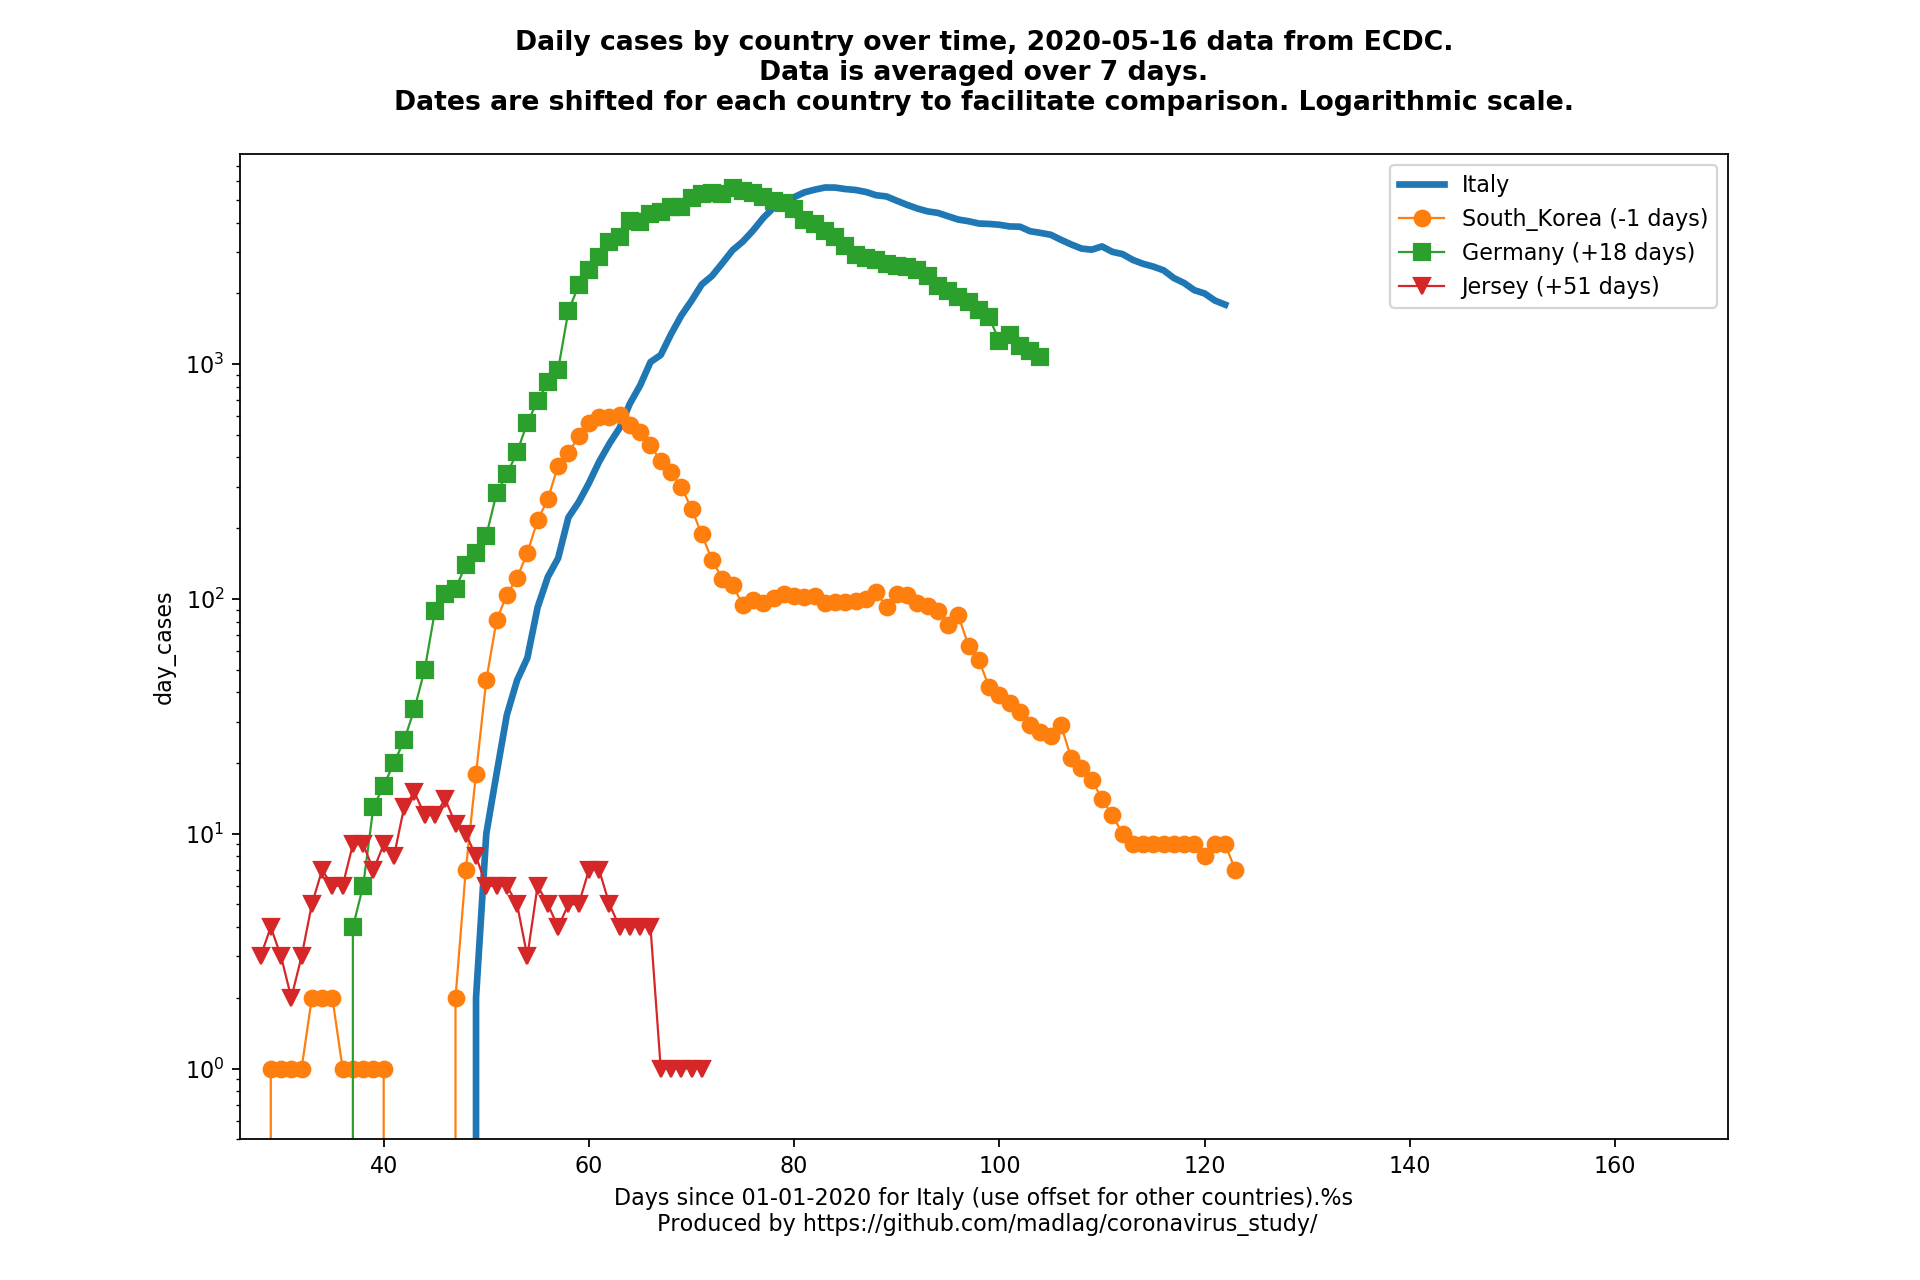 Daily cases by country over time, 2020-05-16 data from ECDC.
Data is averaged over 7 days.
Dates are shifted for each country to facilitate comparison. Logarithmic scale.
Italy
South_Korea (-1 days)
Germany (+18 days)
Jersey (+51 days)
day_cases
10³
10²
10¹
10⁰
40 60 80 100 120 140 160
Days since 01-01-2020 for Italy (use offset for other countries).%s
Produced by https://github.com/madlag/coronavirus_study/